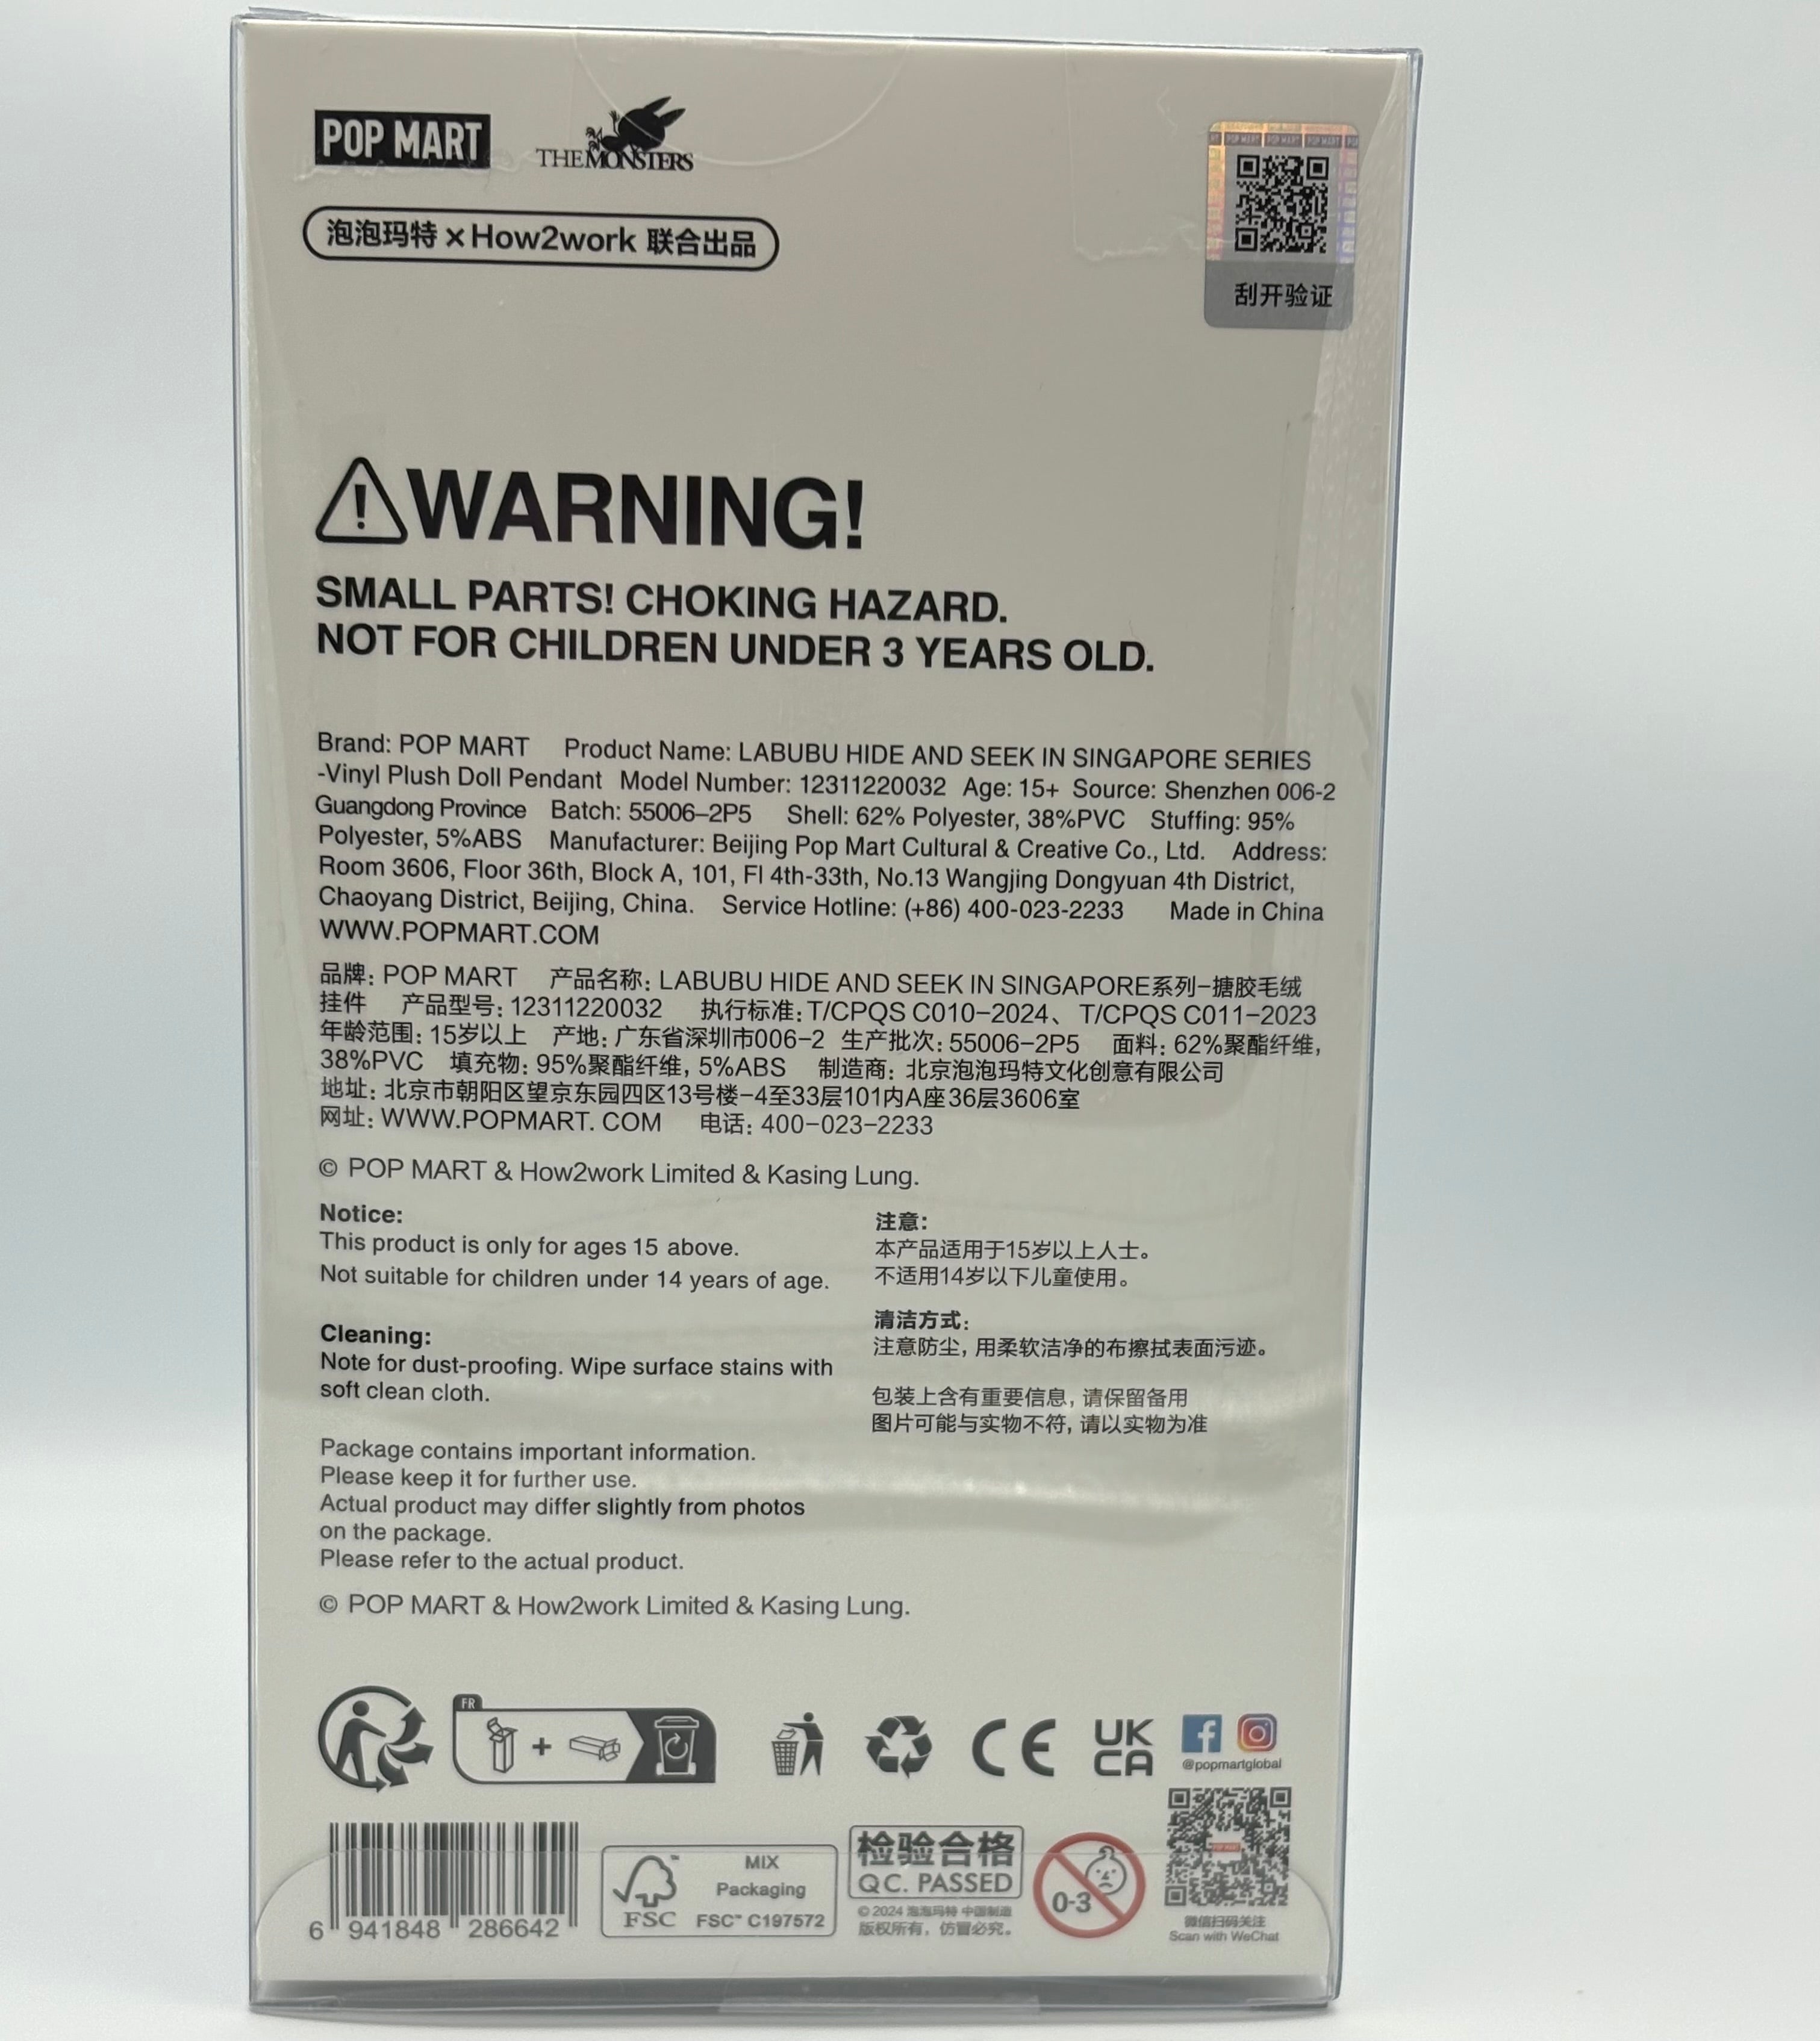 POP MART
THE MONSTERS
泡泡玛特 × How2work 联合出品
刮开验证
WARNING!
SMALL PARTS! CHOKING HAZARD.
NOT FOR CHILDREN UNDER 3 YEARS OLD.
Brand: POP MART Product Name: LABUBU HIDE AND SEEK IN SINGAPORE SERIES
-Vinyl Plush Doll Pendant Model Number: 12311220032 Age: 15+ Source: Shenzhen 006-2
Guangdong Province Batch: 55006–2P5 Shell: 62% Polyester, 38%PVC Stuffing: 95%
Polyester, 5%ABS Manufacturer: Beijing Pop Mart Cultural & Creative Co., Ltd. Address:
Room 3606, Floor 36th, Block A, 101, Fl 4th-33th, No.13 Wangjing Dongyuan 4th District,
Chaoyang District, Beijing, China. Service Hotline: (+86) 400-023-2233 Made in China
WWW.POPMART.COM
品牌: POP MART 产品名称: LABUBU HIDE AND SEEK IN SINGAPORE系列-搪胶毛绒
挂件 产品型号: 12311220032 执行标准: T/CPQS C010-2024、T/CPQS C011-2023
年龄范围: 15岁以上 产地: 广东省深圳市006-2 生产批次: 55006-2P5 面料: 62%聚酯纤维,
38%PVC 填充物: 95%聚酯纤维, 5%ABS 制造商: 北京泡泡玛特文化创意有限公司
地址: 北京市朝阳区望京东园四区13号楼-4至33层101内A座36层3606室
网址: WWW.POPMART. COM 电话: 400-023-2233
© POP MART & How2work Limited & Kasing Lung.
Notice:
This product is only for ages 15 above.
Not suitable for children under 14 years of age.
注意:
本产品适用于15岁以上人士。
不适用14岁以下儿童使用。
Cleaning:
Note for dust-proofing. Wipe surface stains with
soft clean cloth.
清洁方式:
注意防尘, 用柔软洁净的布擦拭表面污迹。
包装上含有重要信息, 请保留备用
图片可能与实物不符, 请以实物为准
Package contains important information.
Please keep it for further use.
Actual product may differ slightly from photos
on the package.
Please refer to the actual product.
© POP MART & How2work Limited & Kasing Lung.
FR
CE
UK
CA
@popmartglobal
6 941848 286642
FSC
MIX
Packaging
FSC™ C197572
检验合格
QC. PASSED
© 2024 泡泡玛特 中国制造
版权所有, 仿冒必究。
0-3
微信扫码关注
Scan with WeChat